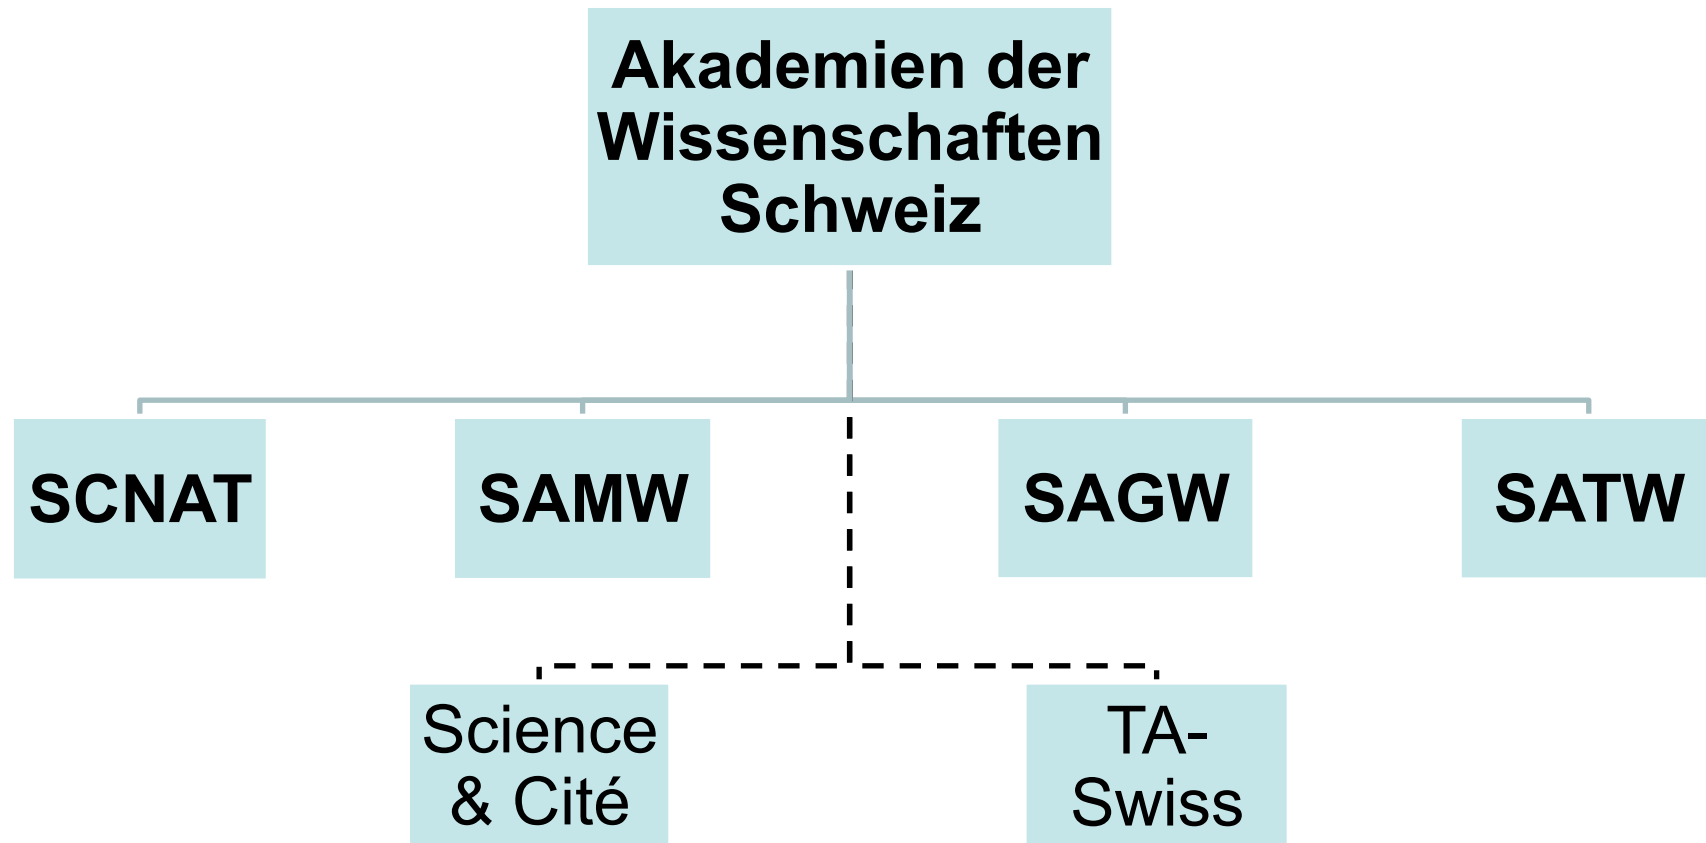 Akademien der
Wissenschaften
Schweiz
SCNAT
SAMW
SAGW
SATW
Science
& Cité
TA-
Swiss